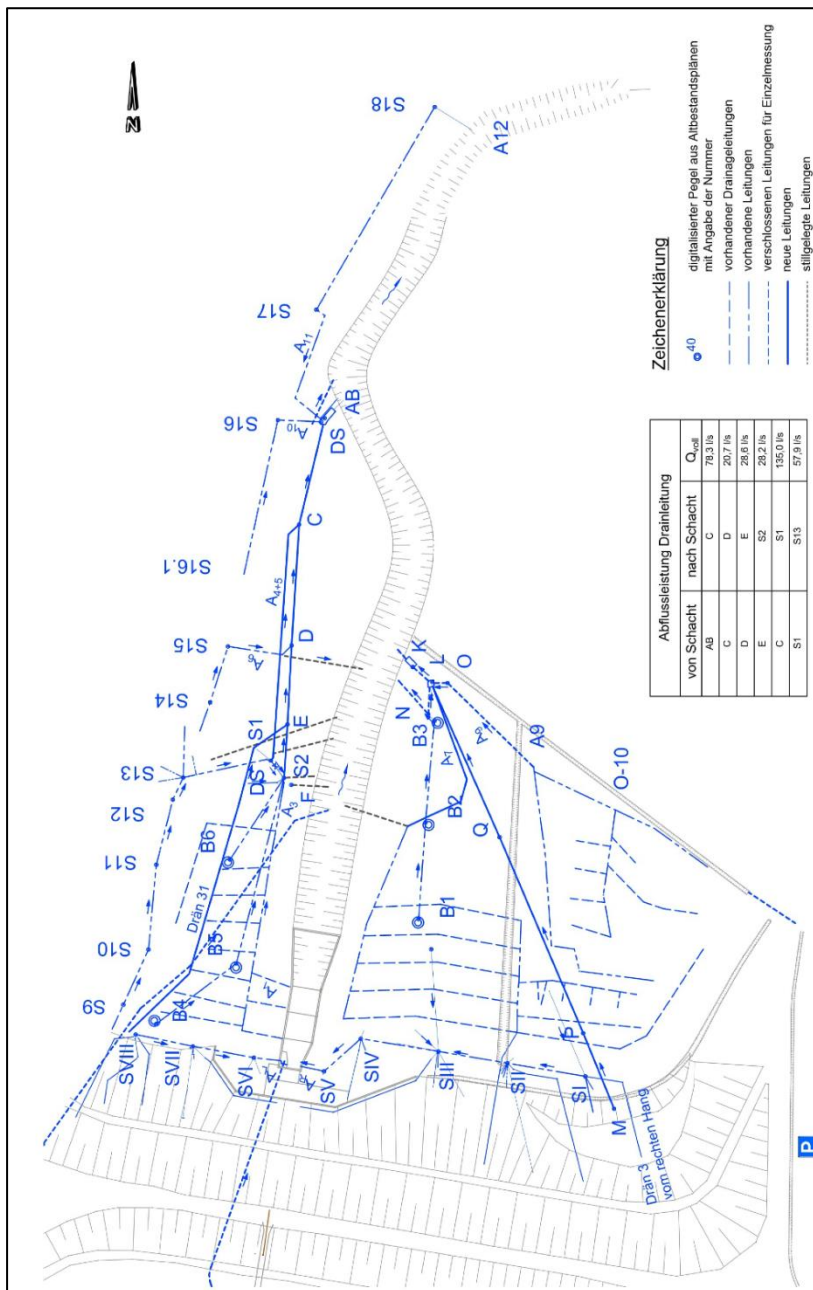 N
S18
A12
S17
A11
AB
DS
A10
S16
C
S16.1
A4+5
D
S15
A6
S14
S1
E
S13
DS
S2
F
A3
S12
B6
S11
Drän 31
S10
B5
S9
B4
A1
SVIII
SVII
SVI
SV
SIV
SIII
SII
SI
K
L
O
N
B3
A7
B2
B1
A8
A9
O-10
Q
P
M
Drän 3
vom rechten Hang
P
Zeichenerklärung
40
digitalisierter Pegel aus Altbestandsplänen
mit Angabe der Nummer
vorhandener Drainageleitungen
vorhandene Leitungen
verschlossenen Leitungen für Einzelmessung
neue Leitungen
stillgelegte Leitungen
Abflussleistung Drainleitung
von Schacht nach Schacht Qvoll
AB C 78,3 l/s
C D 20,7 l/s
D E 28,6 l/s
E S2 28,2 l/s
C S1 135,0 l/s
S1 S13 57,9 l/s